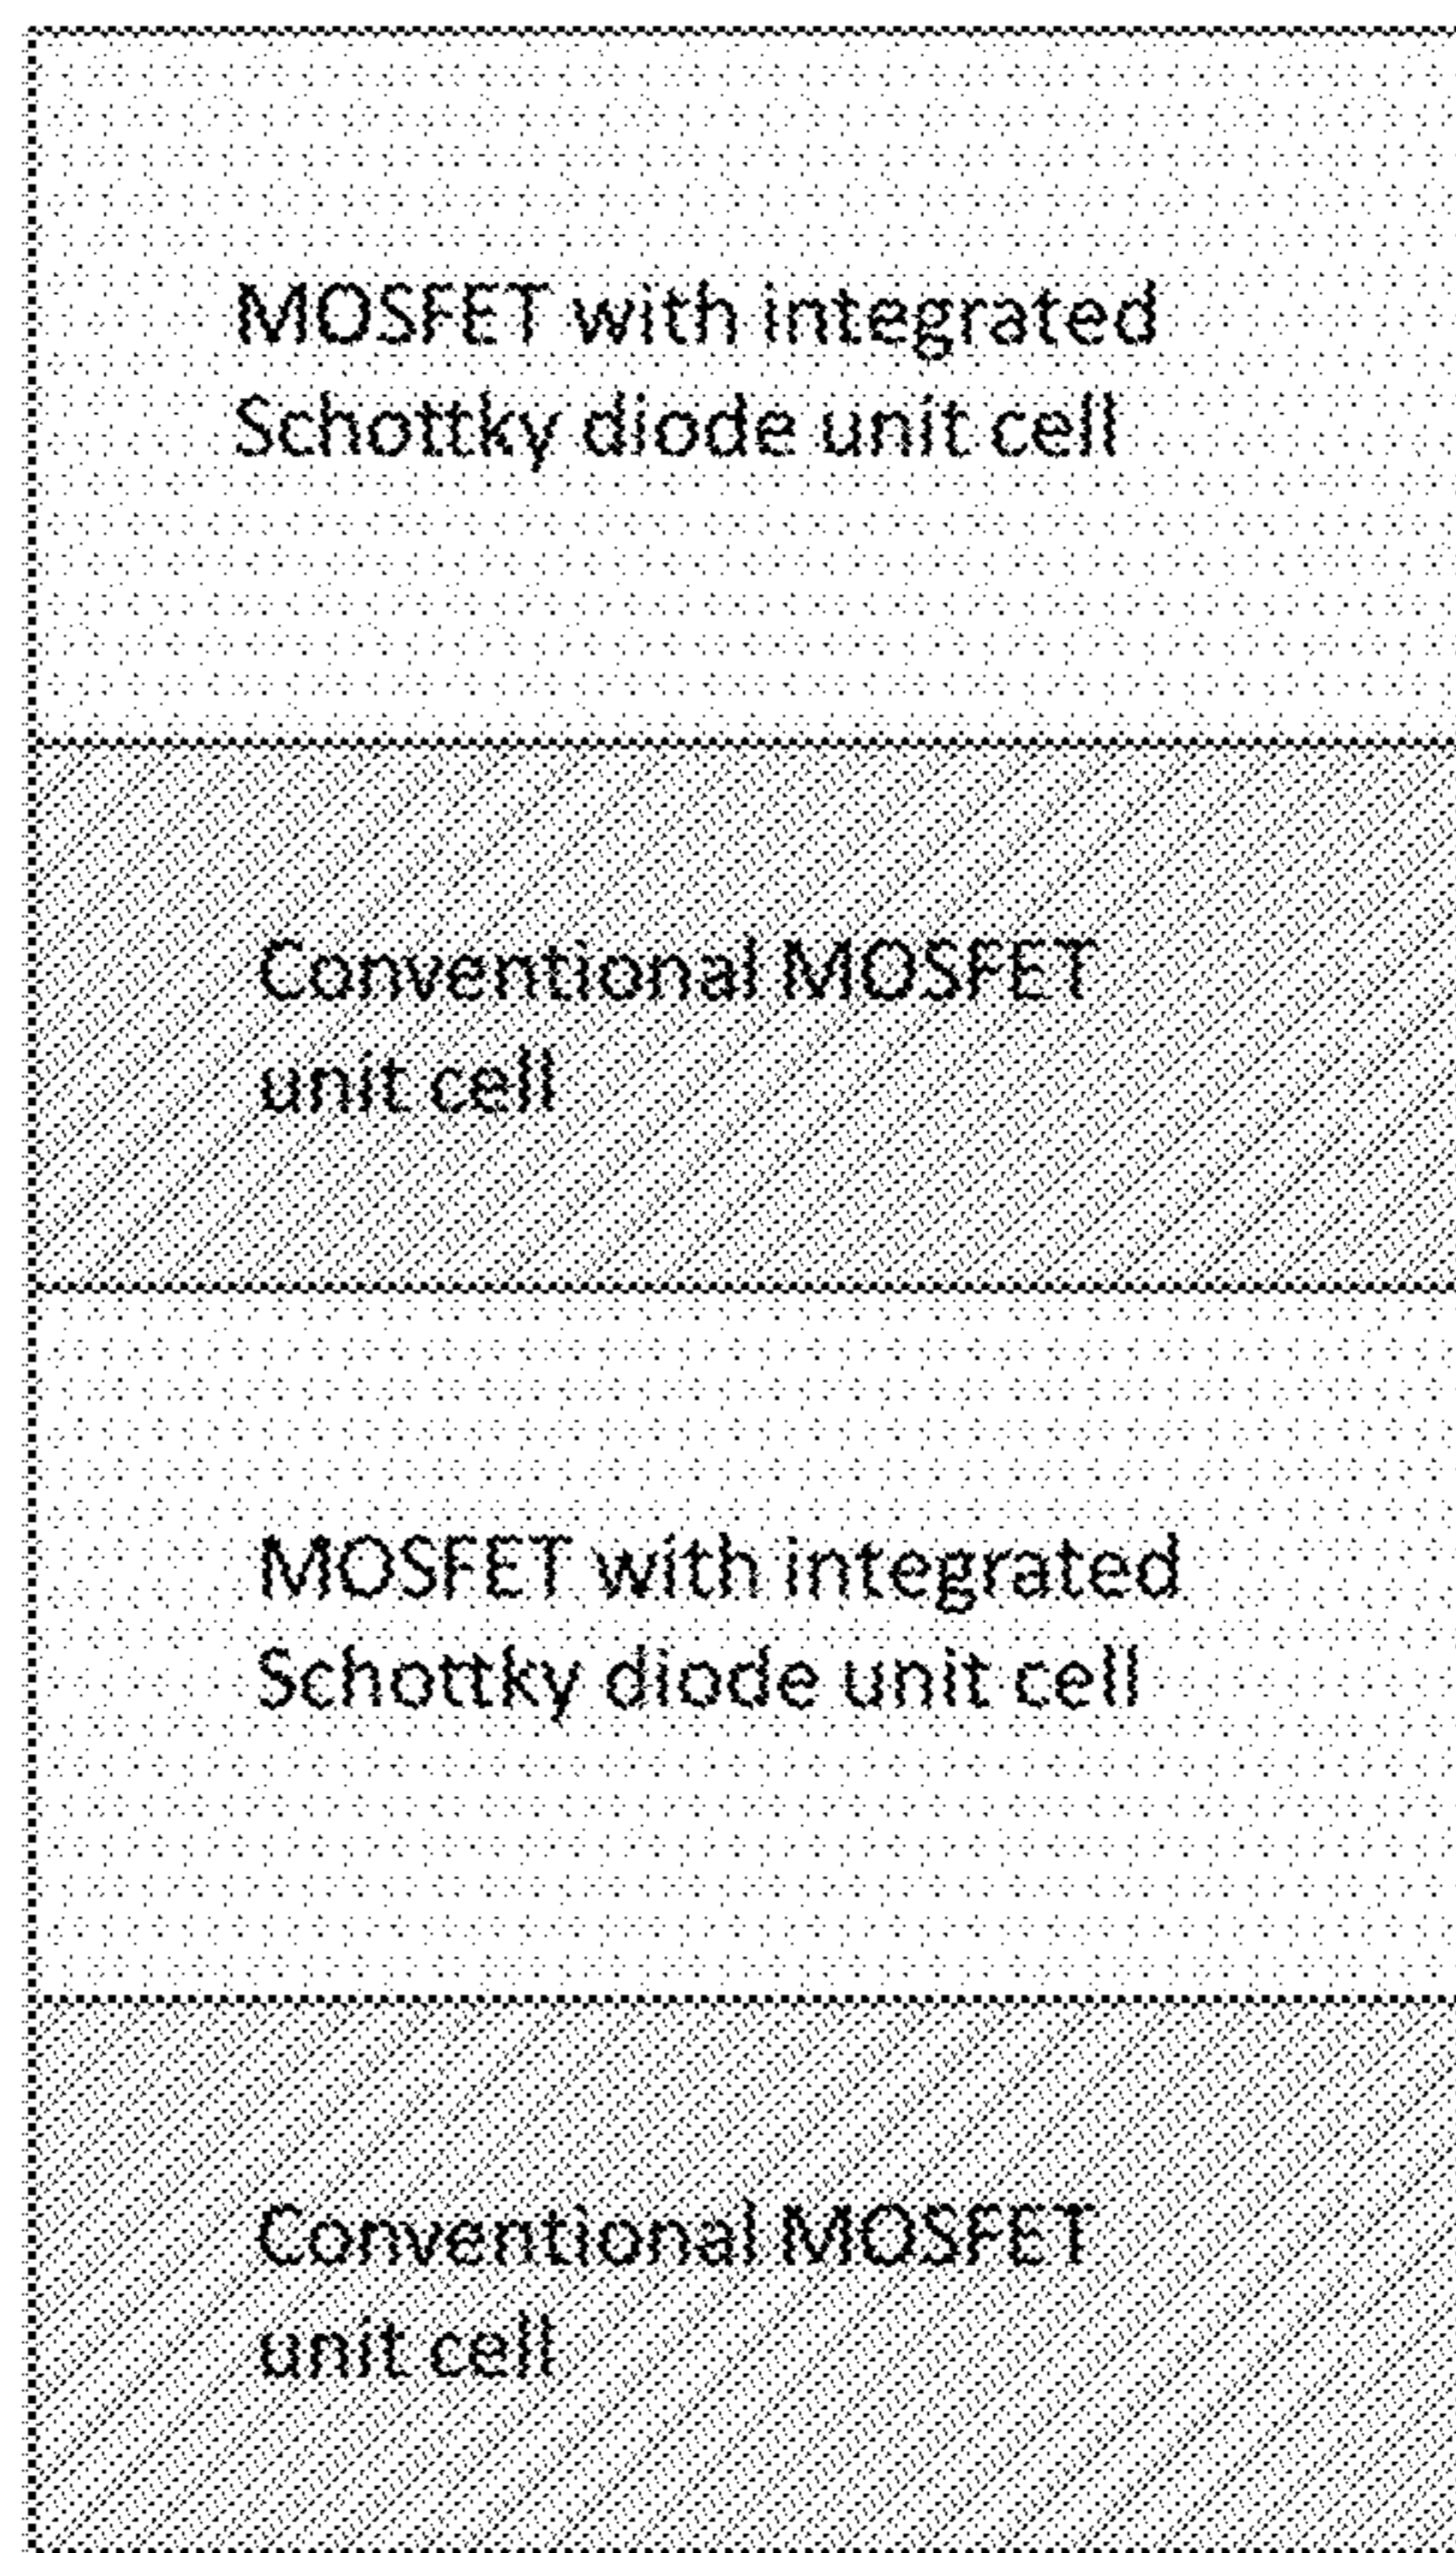 MOSFET with integrated
Schottky diode unit cell
Conventional MOSFET
unit cell
MOSFET with integrated
Schottky diode unit cell
Conventional MOSFET
unit cell